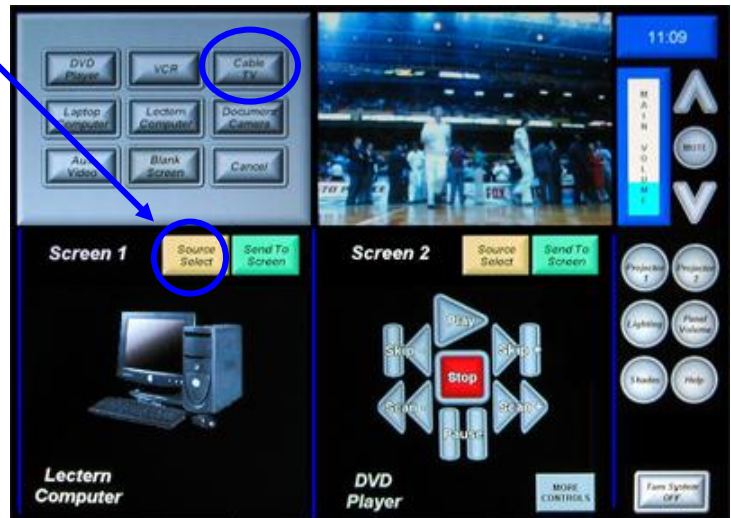 DVD
Player
VCR
Cable
TV
Laptop
Computer
Lectern
Computer
Document
Camera
Aux
Video
Blank
Screen
Cancel
FOX
11:09
MAIN VOLUME
MUTE
Screen 1
Source
Select
Send To
Screen
Screen 2
Source
Select
Send To
Screen
Projector
1
Projector
2
Lighting
Panel
Volume
Shades
Help
Play
Skip -
Skip +
Stop
Scan -
Scan +
Pause
Lectern
Computer
DVD
Player
MORE
CONTROLS
Turn System
OFF